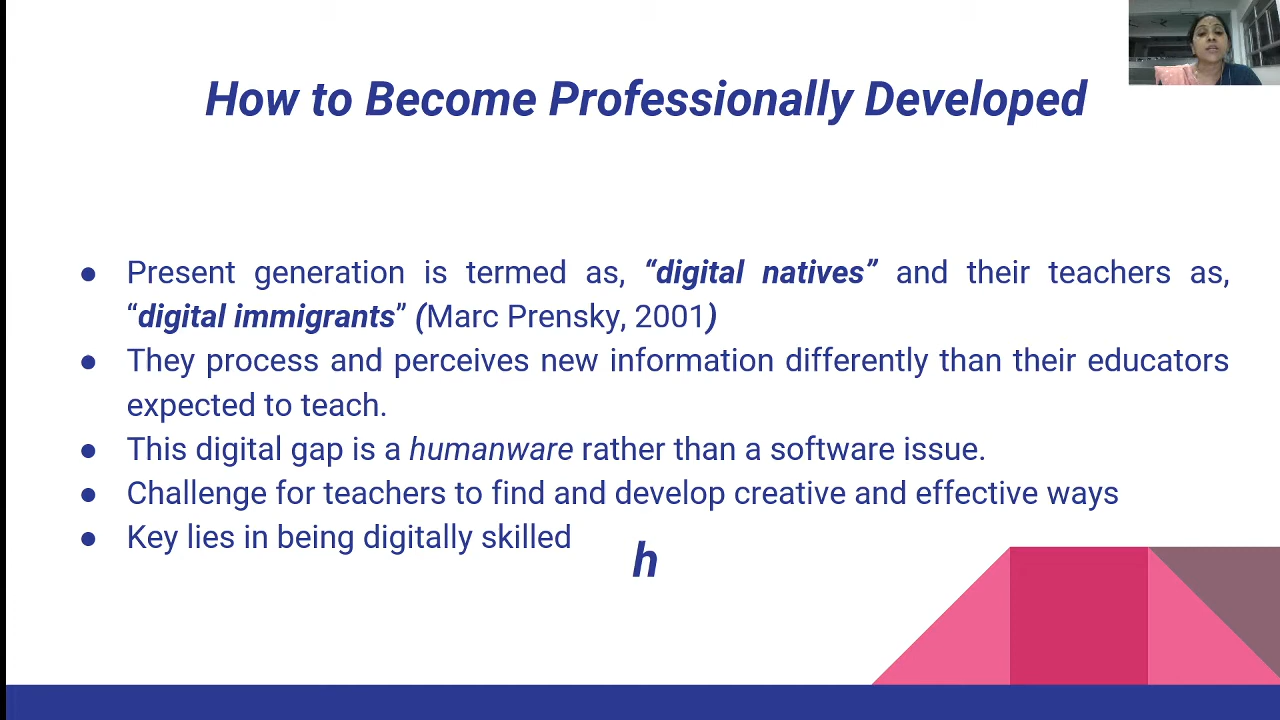 How to Become Professionally Developed
● Present generation is termed as, “digital natives” and their teachers as,
“digital immigrants” (Marc Prensky, 2001)
● They process and perceives new information differently than their educators
expected to teach.
● This digital gap is a humanware rather than a software issue.
● Challenge for teachers to find and develop creative and effective ways
● Key lies in being digitally skilled
h